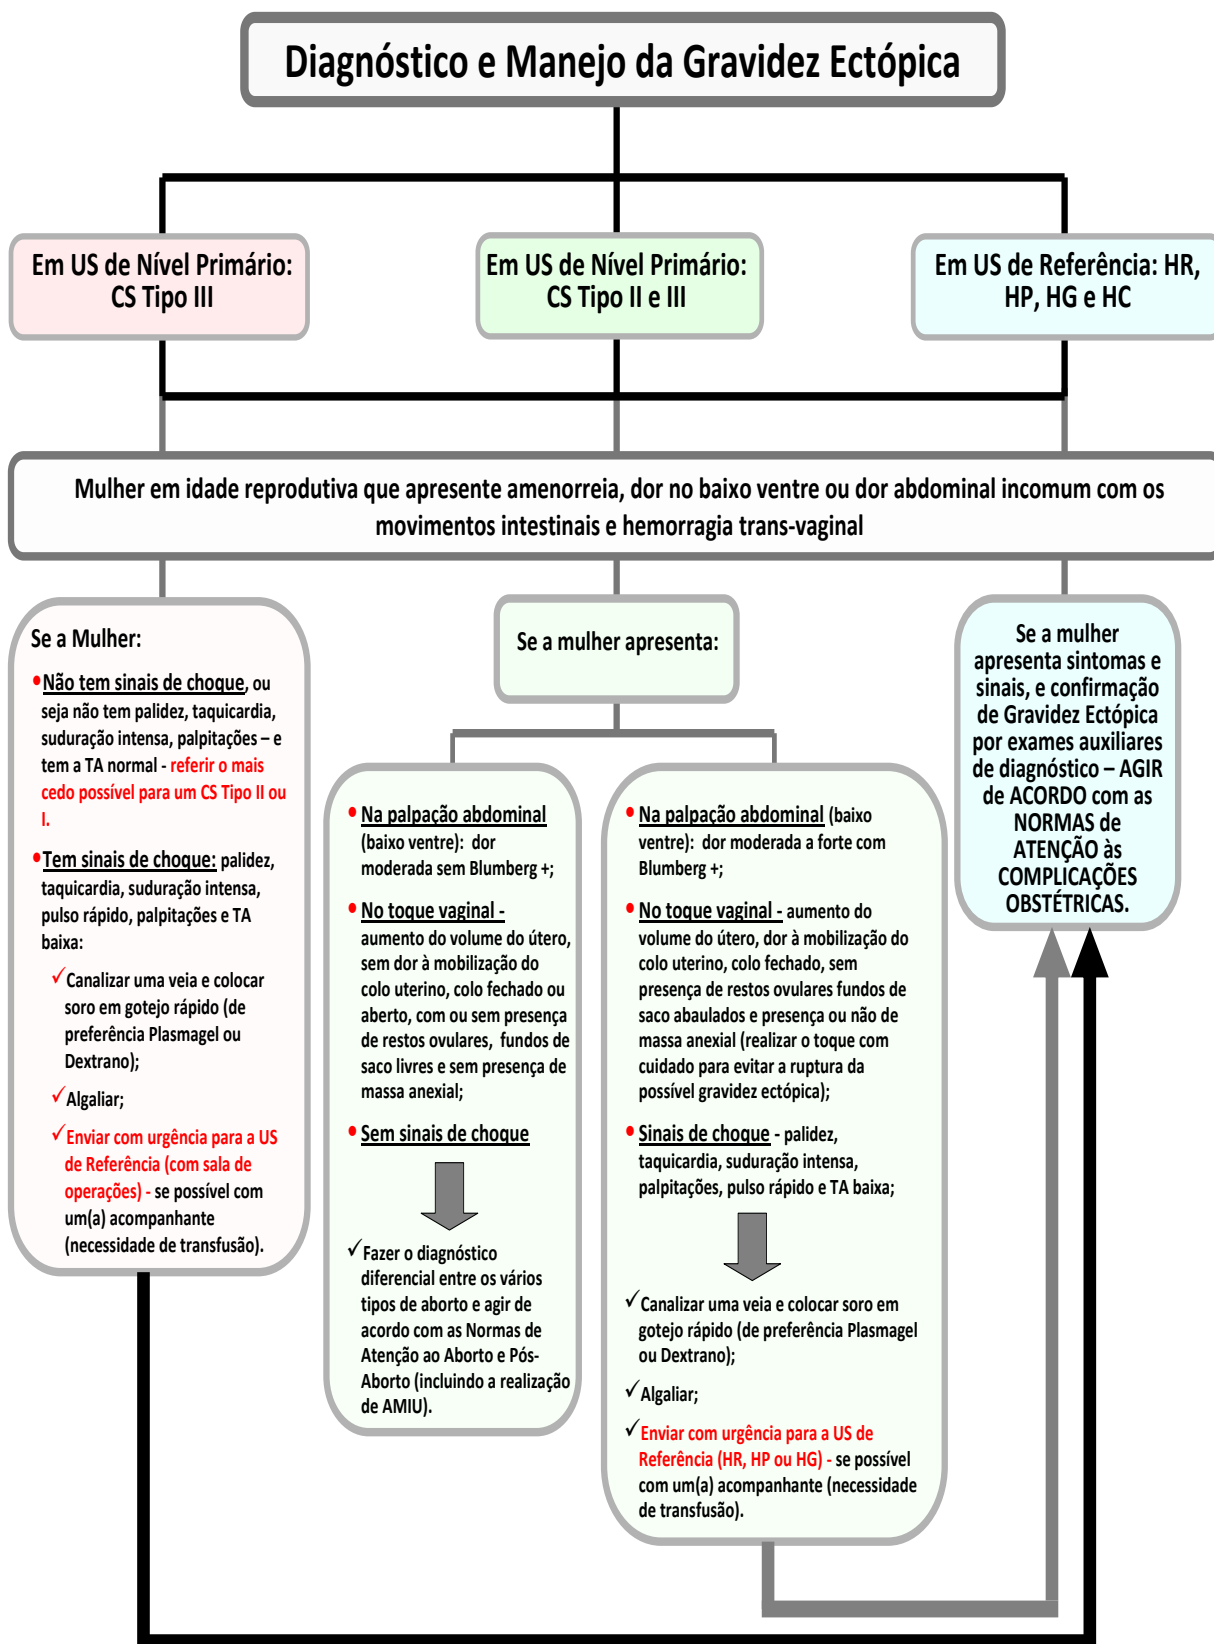 Diagnóstico e Manejo da Gravidez Ectópica
Em US de Nível Primário:
CS Tipo III
Em US de Nível Primário:
CS Tipo II e III
Em US de Referência: HR,
HP, HG e HC
Mulher em idade reprodutiva que apresente amenorreia, dor no baixo ventre ou dor abdominal incomum com os
movimentos intestinais e hemorragia trans-vaginal
Se a Mulher:
•Não tem sinais de choque, ou
seja não tem palidez, taquicardia,
suduração intensa, palpitações – e
tem a TA normal - referir o mais
cedo possível para um CS Tipo II ou
I.
•Tem sinais de choque: palidez,
taquicardia, suduração intensa,
pulso rápido, palpitações e TA
baixa:
✓Canalizar uma veia e colocar
soro em gotejo rápido (de
preferência Plasmagel ou
Dextrano);
✓Algaliar;
✓Enviar com urgência para a US
de Referência (com sala de
operações) - se possível com
um(a) acompanhante
(necessidade de transfusão).
Se a mulher apresenta:
• Na palpação abdominal
(baixo ventre): dor
moderada sem Blumberg +;
• No toque vaginal -
aumento do volume do útero,
sem dor à mobilização do
colo uterino, colo fechado ou
aberto, com ou sem presença
de restos ovulares, fundos de
saco livres e sem presença de
massa anexial;
• Sem sinais de choque
✓Fazer o diagnóstico
diferencial entre os vários
tipos de aborto e agir de
acordo com as Normas de
Atenção ao Aborto e Pós-
Aborto (incluindo a realização
de AMIU).
• Na palpação abdominal (baixo
ventre): dor moderada a forte com
Blumberg +;
• No toque vaginal - aumento do
volume do útero, dor à mobilização do
colo uterino, colo fechado, sem
presença de restos ovulares fundos de
saco abaulados e presença ou não de
massa anexial (realizar o toque com
cuidado para evitar a ruptura da
possível gravidez ectópica);
• Sinais de choque - palidez,
taquicardia, suduração intensa,
palpitações, pulso rápido e TA baixa;
✓Canalizar uma veia e colocar soro em
gotejo rápido (de preferência Plasmagel
ou Dextrano);
✓Algaliar;
✓Enviar com urgência para a US de
Referência (HR, HP ou HG) - se possível
com um(a) acompanhante (necessidade
de transfusão).
Se a mulher
apresenta sintomas e
sinais, e confirmação
de Gravidez Ectópica
por exames auxiliares
de diagnóstico – AGIR
de ACORDO com as
NORMAS de
ATENÇÃO às
COMPLICAÇÕES
OBSTÉTRICAS.